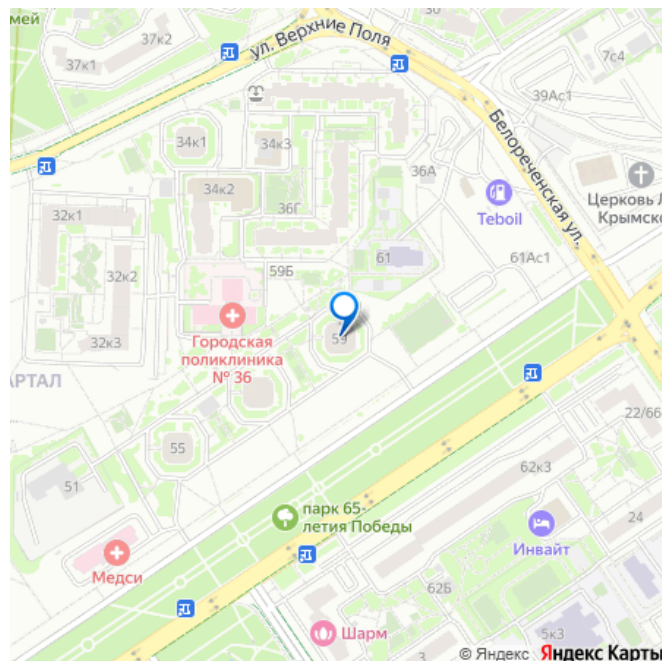 мей
30
37к2
37к1
ул. Верхние Поля
7с4
39Ас1
34к1
34к3
36А
Белореченская ул.
34к2
Церковь Л
Крымско
Teboil
32к1
36Г
61
61Ас1
32к2
59Б
59
32к3
Городская
поликлиника
№ 36
АРТАЛ
22/66
55
62к3
51
парк 65-
летия Победы
24
Инвайт
Медси
62Б
Шарм
3
5к3
© Яндекс Яндекс Карты